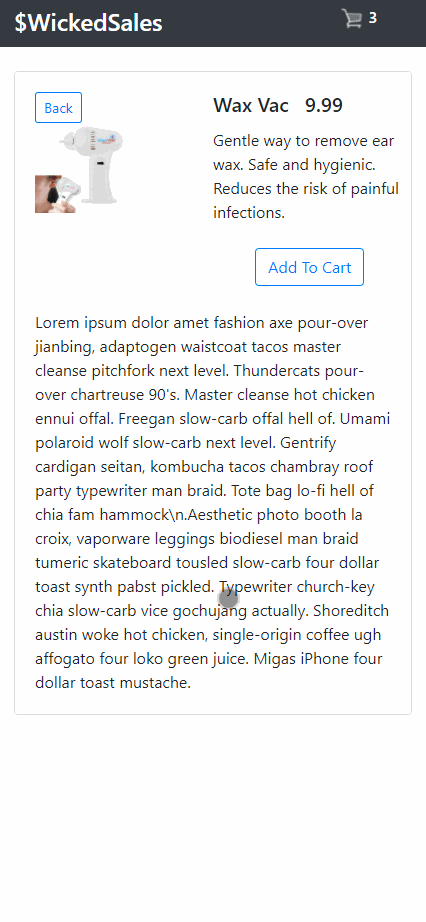 $WickedSales
3
Back
Wax Vac 9.99
Gentle way to remove ear
wax. Safe and hygienic.
Reduces the risk of painful
infections.
Add To Cart
Lorem ipsum dolor amet fashion axe pour-over
jianbing, adaptogen waistcoat tacos master
cleanse pitchfork next level. Thundercats pour-
over chartreuse 90's. Master cleanse hot chicken
ennui offal. Freegan slow-carb offal hell of. Umami
polaroid wolf slow-carb next level. Gentrify
cardigan seitan, kombucha tacos chambray roof
party typewriter man braid. Tote bag lo-fi hell of
chia fam hammock\n.Aesthetic photo booth la
croix, vaporware leggings biodiesel man braid
tumeric skateboard tousled slow-carb four dollar
toast synth pabst pickled. Typewriter church-key
chia slow-carb vice gochujang actually. Shoreditch
austin woke hot chicken, single-origin coffee ugh
affogato four loko green juice. Migas iPhone four
dollar toast mustache.